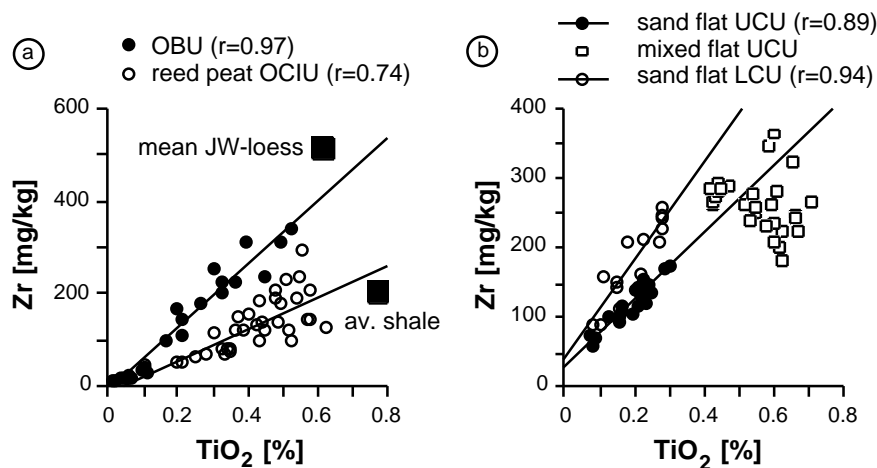 a
OBU (r=0.97)
reed peat OCIU (r=0.74)
600
400
200
0
Zr [mg/kg]
mean JW-loess
av. shale
0 0.2 0.4 0.6 0.8
TiO2 [%]
b
sand flat UCU (r=0.89)
mixed flat UCU
sand flat LCU (r=0.94)
400
300
200
100
0
Zr [mg/kg]
0 0.2 0.4 0.6 0.8
TiO2 [%]